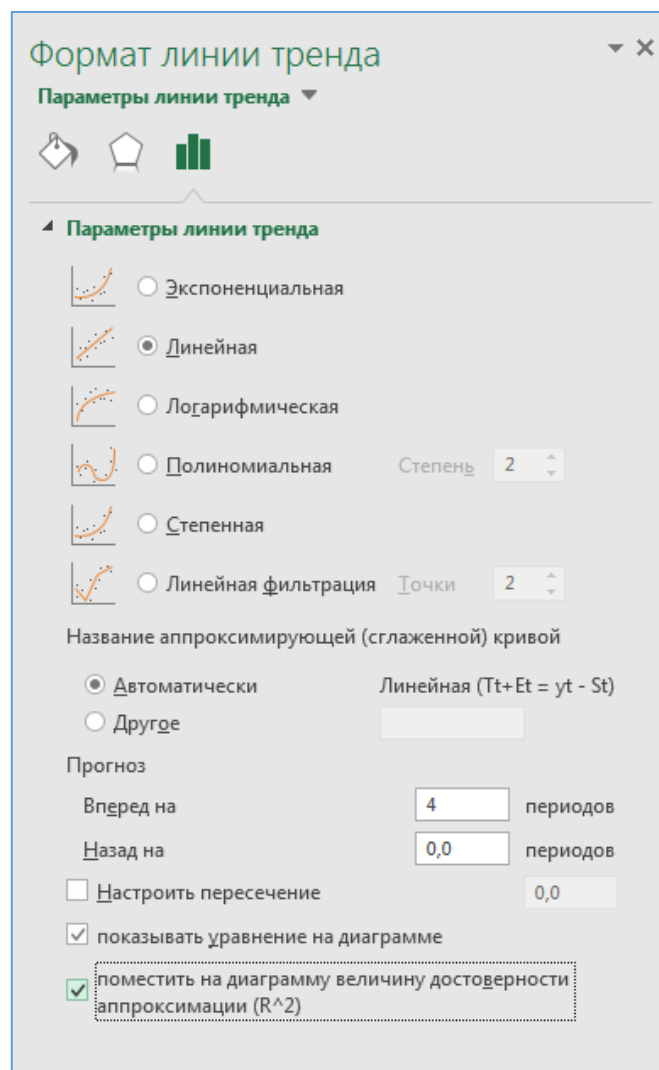 Формат линии тренда
Параметры линии тренда
Параметры линии тренда
Экспоненциальная
Линейная
Логарифмическая
Полиномиальная Степень 2
Степенная
Линейная фильтрация Точки 2
Название аппроксимирующей (сглаженной) кривой
Автоматически Линейная (Tt+Et = yt - St)
Другое
Прогноз
Вперед на 4 периодов
Назад на 0,0 периодов
Настроить пересечение 0,0
показывать уравнение на диаграмме
поместить на диаграмму величину достоверности
аппроксимации (R^2)